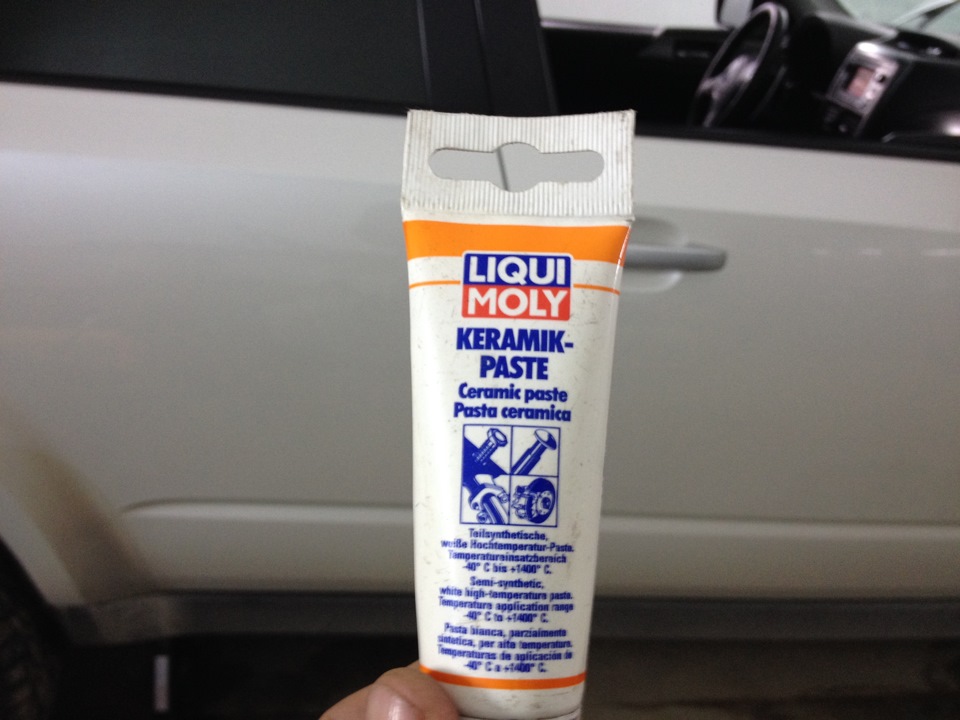 LIQUI
MOLY
KERAMIK-
PASTE
Ceramic paste
Pasta ceramica
Teilsynthetische,
weiße Hochtemperatur-Paste.
Temperatureinsatzbereich
-40° C bis +1400° C.
Semi-synthetic,
white high-temperature paste.
Temperature application range
-40° C to +1400° C.
Pasta bianca, parzialmente
sintetica, per alte temperature.
Temperaturas de aplicación de
-40° C a +1400° C.